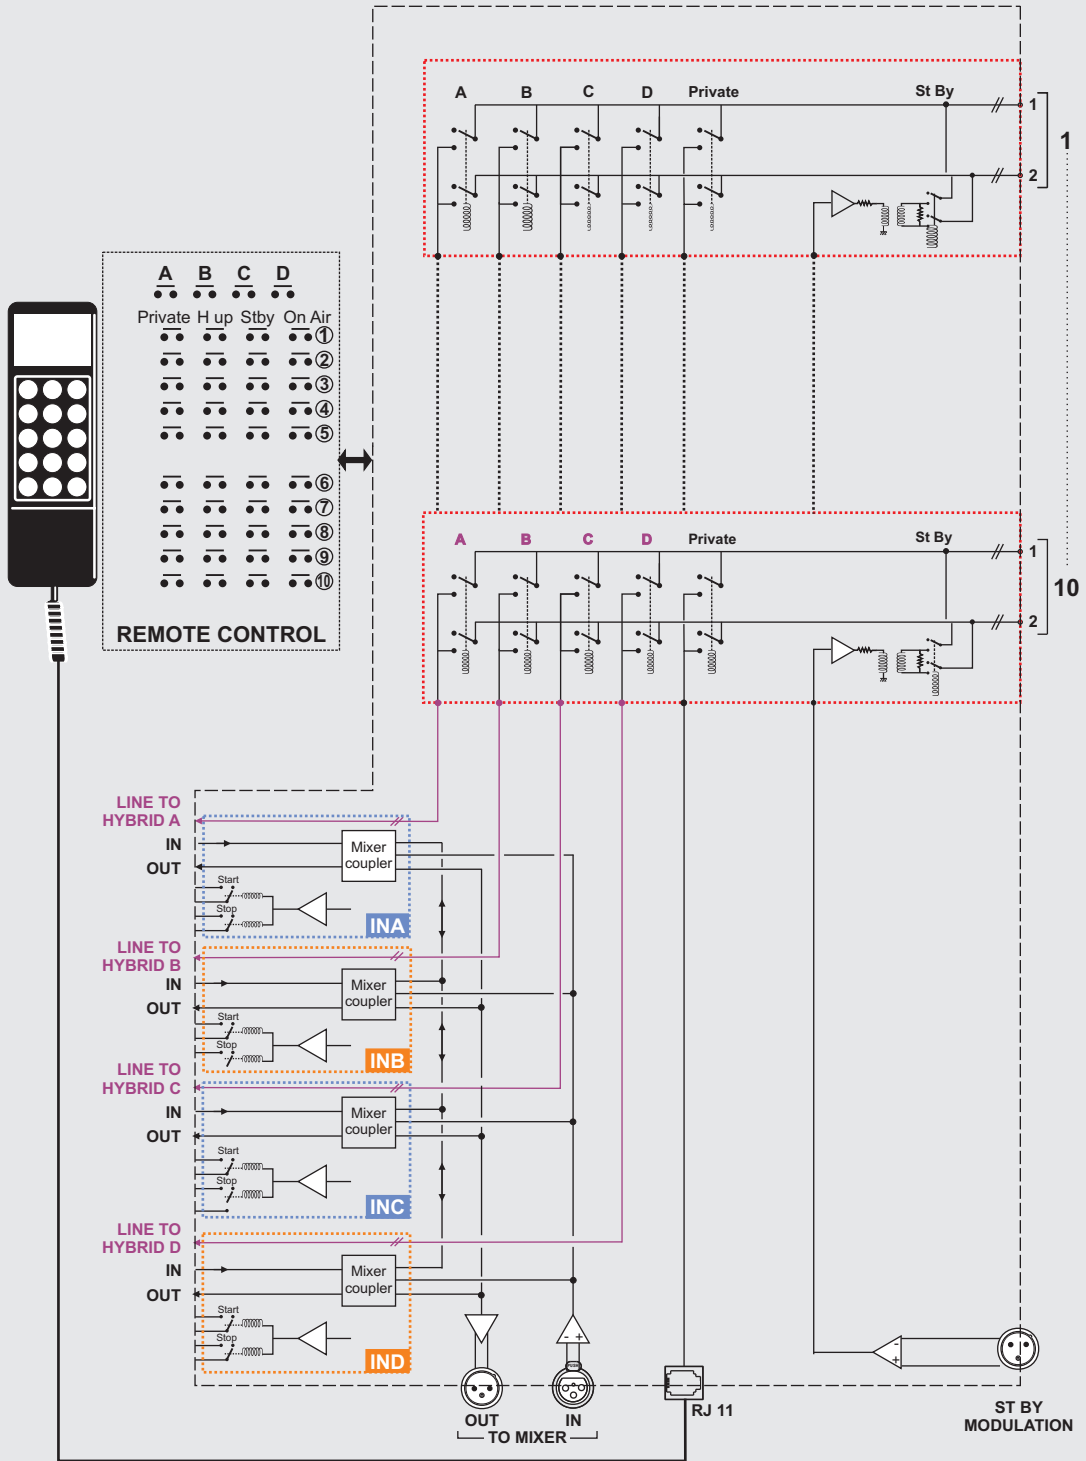 A B C D Private St By
1
2
1
A B C D
Private H up Stby On Air
1
2
3
4
5
6
7
8
9
10
REMOTE CONTROL
A B C D Private St By
1
2
10
LINE TO
HYBRID A
IN
OUT
Mixer
coupler
Start
Stop
INA
LINE TO
HYBRID B
IN
OUT
Mixer
coupler
Start
Stop
INB
LINE TO
HYBRID C
IN
OUT
Mixer
coupler
Start
Stop
INC
LINE TO
HYBRID D
IN
OUT
Mixer
coupler
Start
Stop
IND
- +
-
+
OUT IN
TO MIXER
RJ 11
ST BY
MODULATION